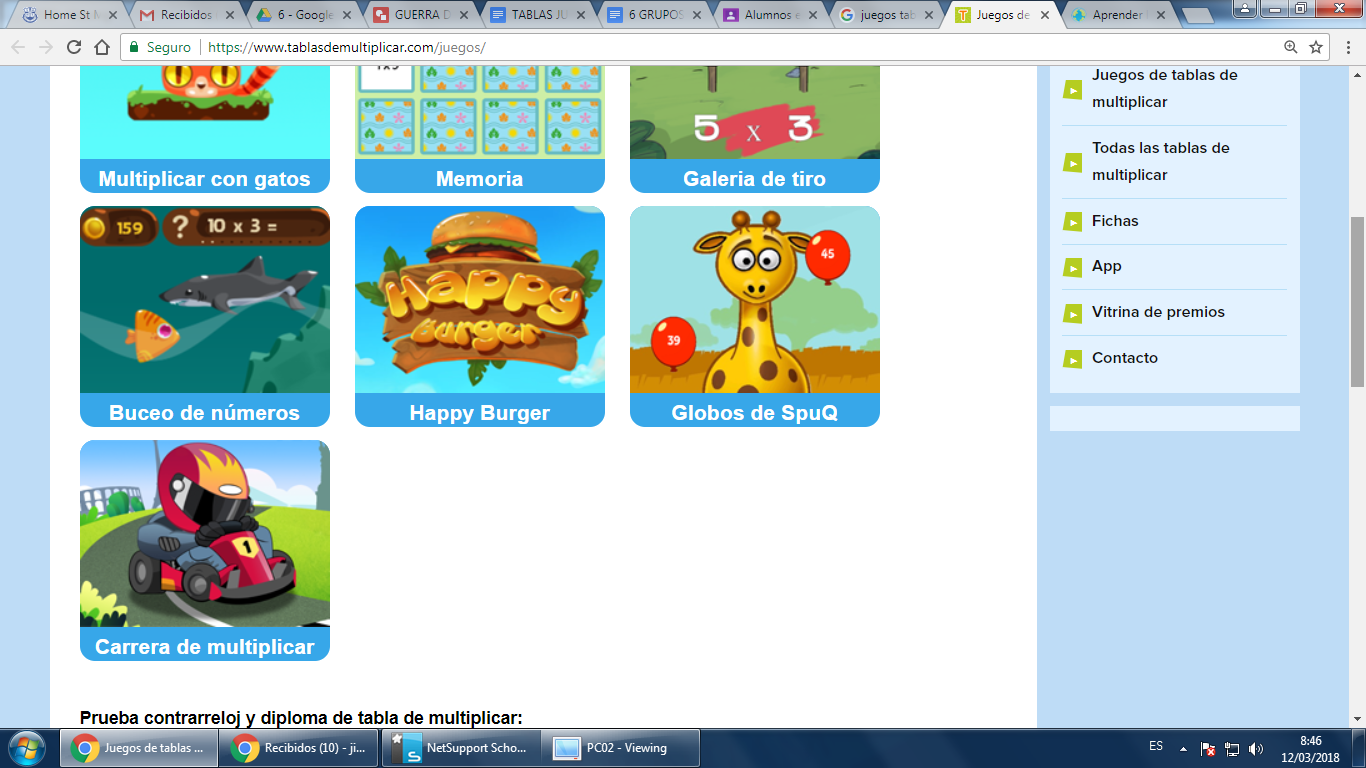 Home St M
Recibidos
6 - Google
GUERRA D
TABLAS JU
6 GRUPOS
Alumnos e
juegos tab
Juegos de
Aprender
Seguro
https://www.tablasdemultiplicar.com/juegos/
5 x 3
Multiplicar con gatos
Memoria
Galeria de tiro
159
? 10 x 3 =
Happy
Burger
45
39
Buceo de números
Happy Burger
Globos de SpuQ
1
Carrera de multiplicar
Prueba contrarreloj y diploma de tabla de multiplicar:
Juegos de tablas de
multiplicar
Todas las tablas de
multiplicar
Fichas
App
Vitrina de premios
Contacto
Juegos de tablas ...
Recibidos (10) - ji...
NetSupport Scho...
PC02 - Viewing
ES
8:46
12/03/2018